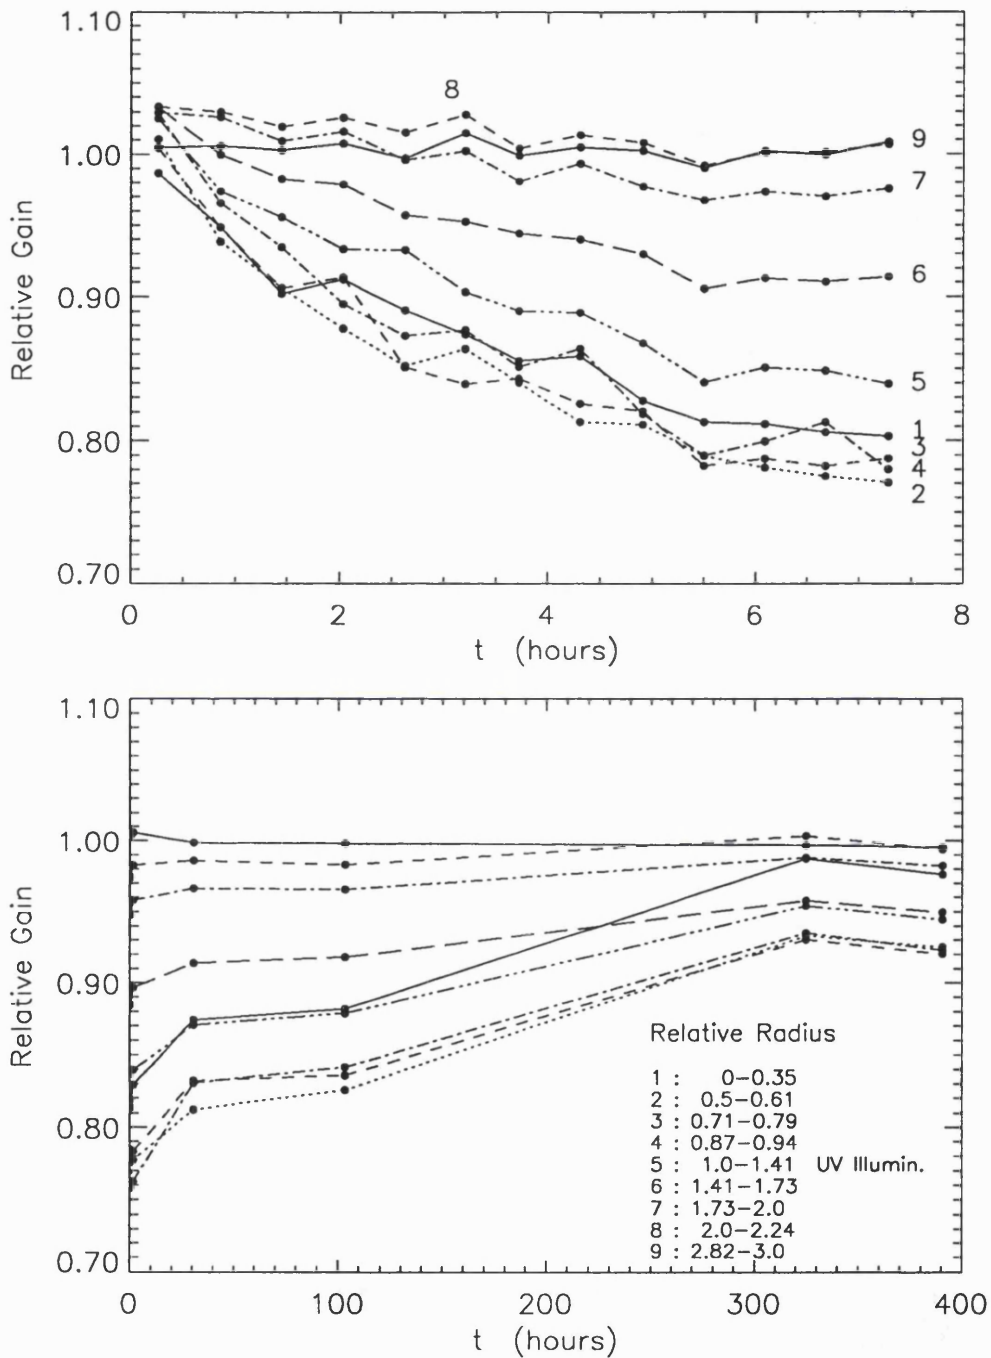 1.10
1.00
0.90
0.80
0.70
Relative Gain
8
9
7
6
5
1
3
4
2
0 2 4 6 8
t (hours)
1.10
1.00
0.90
0.80
0.70
Relative Gain
Relative Radius
1 : 0-0.35
2 : 0.5-0.61
3 : 0.71-0.79
4 : 0.87-0.94
5 : 1.0-1.41 UV Illumin.
6 : 1.41-1.73
7 : 1.73-2.0
8 : 2.0-2.24
9 : 2.82-3.0
0 100 200 300 400
t (hours)